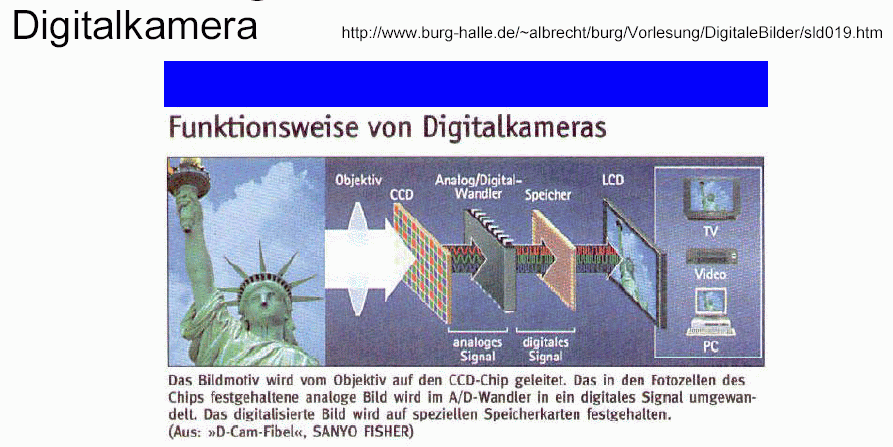 Digitalkamera
http://www.burg-halle.de/~albrecht/burg/Vorlesung/DigitaleBilder/sld019.htm
Funktionsweise von Digitalkameras
Objektiv
CCD
Analog/Digital-
Wandler
Speicher
LCD
TV
Video
PC
analoges
Signal
digitales
Signal
Das Bildmotiv wird vom Objektiv auf den CCD-Chip geleitet. Das in den Fotozellen des
Chips festgehaltene analoge Bild wird im A/D-Wandler in ein digitales Signal umgewan-
delt. Das digitalisierte Bild wird auf speziellen Speicherkarten festgehalten.
(Aus: »D-Cam-Fibel«, SANYO FISHER)